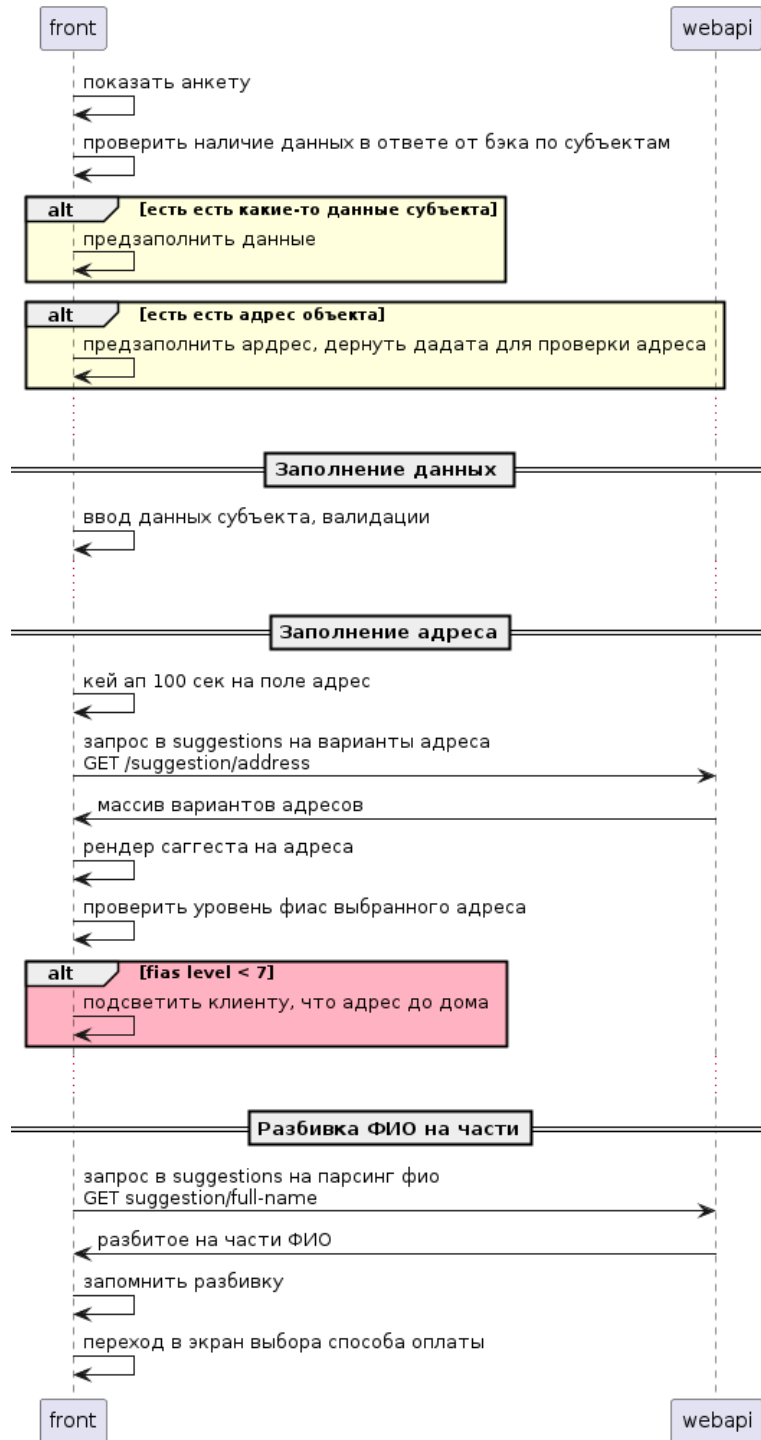 front webapi
показать анкету
проверить наличие данных в ответе от бэка по субъектам
alt [есть есть какие-то данные субъекта]
предзаполнить данные
alt [есть есть адрес объекта]
предзаполнить ардрес, дернуть дадата для проверки адреса
Заполнение данных
ввод данных субъекта, валидации
Заполнение адреса
кей ап 100 сек на поле адрес
запрос в suggestions на варианты адреса
GET /suggestion/address
массив вариантов адресов
рендер саггеста на адреса
проверить уровень фиас выбранного адреса
alt [fias level < 7]
подсветить клиенту, что адрес до дома
Разбивка ФИО на части
запрос в suggestions на парсинг фио
GET suggestion/full-name
разбитое на части ФИО
запомнить разбивку
переход в экран выбора способа оплаты
front webapi